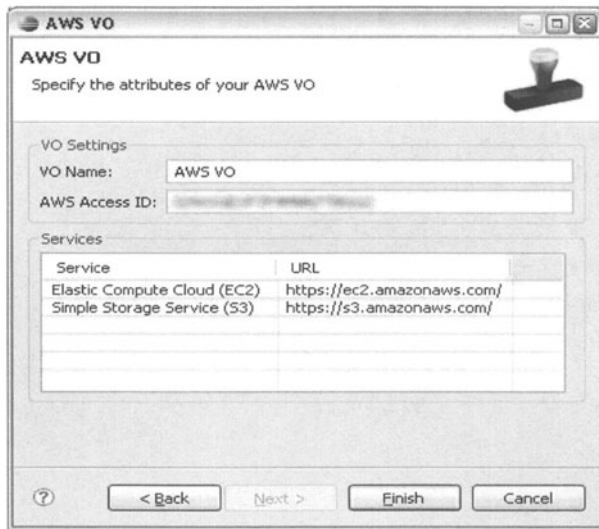 AWS VO
AWS VO
Specify the attributes of your AWS VO
VO Settings
VO Name: AWS VO
AWS Access ID:
Services
Service URL
Elastic Compute Cloud (EC2) https://ec2.amazonaws.com/
Simple Storage Service (S3) https://s3.amazonaws.com/
? < Back Next > Finish Cancel